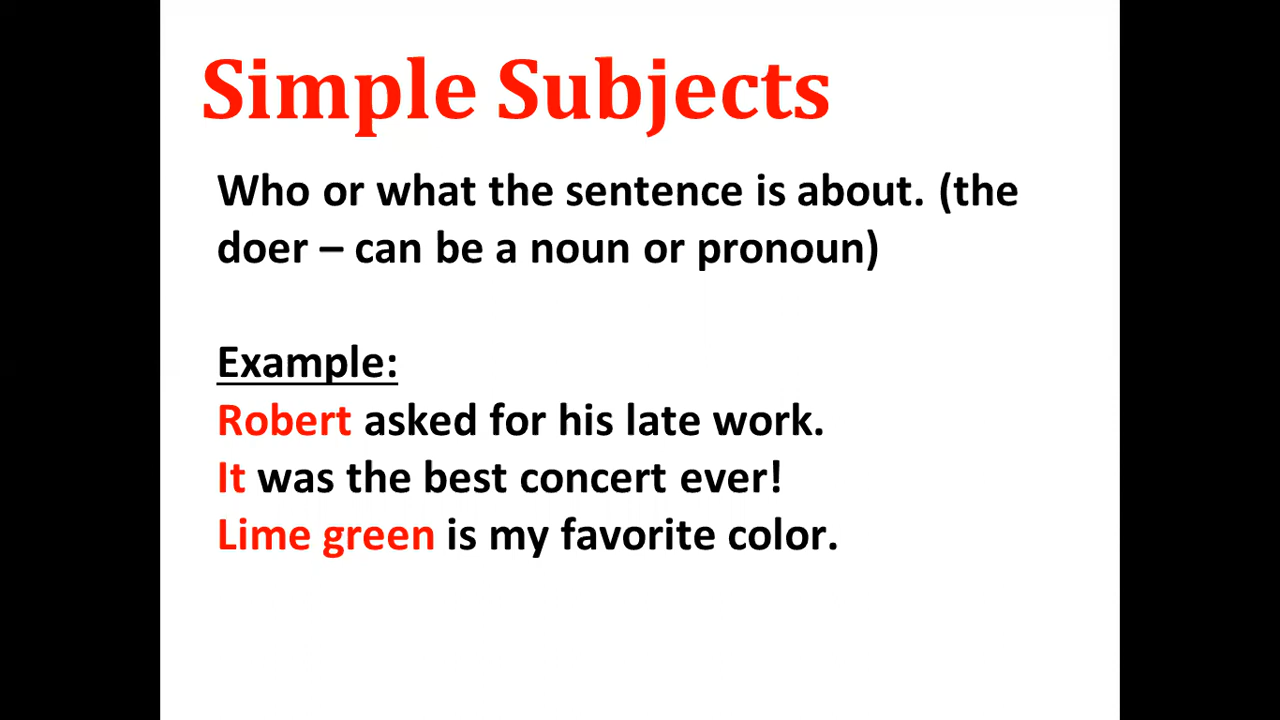 Simple Subjects
Who or what the sentence is about. (the
doer – can be a noun or pronoun)
Example:
Robert asked for his late work.
It was the best concert ever!
Lime green is my favorite color.